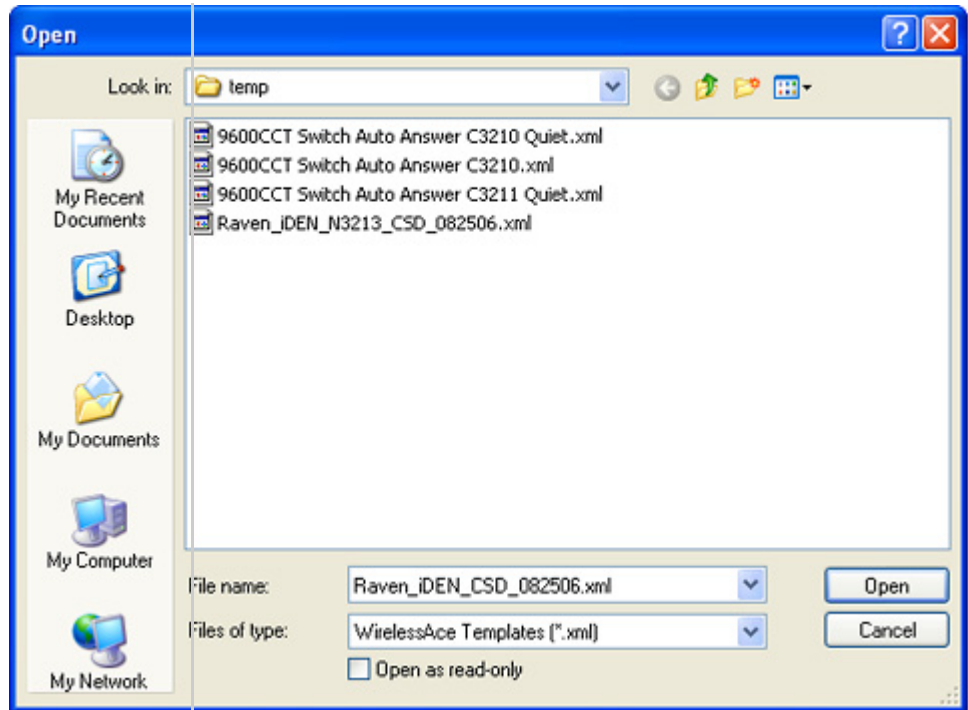 Open
Look in: temp
9600CCT Switch Auto Answer C3210 Quiet.xml
9600CCT Switch Auto Answer C3210.xml
9600CCT Switch Auto Answer C3211 Quiet.xml
Raven_iDEN_N3213_CSD_082506.xml
My Recent
Documents
Desktop
My Documents
My Computer
My Network
File name: Raven_iDEN_CSD_082506.xml Open
Files of type: WirelessAce Templates (*.xml) Cancel
Open as read-only